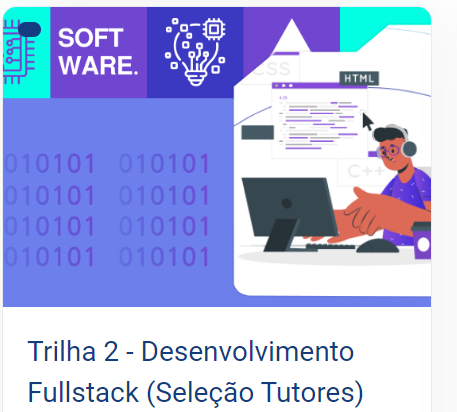 SOFT
WARE.
CSS
HTML
C++
010101 010101
010101 010101
010101 010101
010101 010101
Trilha 2 - Desenvolvimento
Fullstack (Seleção Tutores)